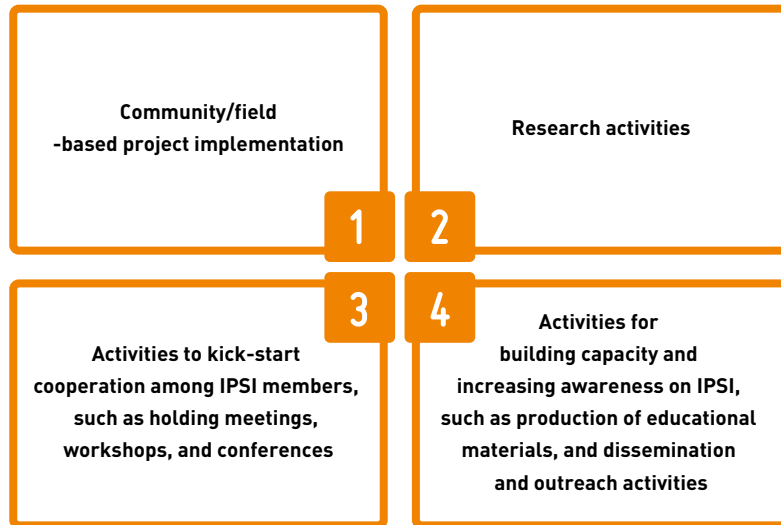 Community/field
-based project implementation
1
Research activities
2
3
Activities to kick-start
cooperation among IPSI members,
such as holding meetings,
workshops, and conferences
4
Activities for
building capacity and
increasing awareness on IPSI,
such as production of educational
materials, and dissemination
and outreach activities